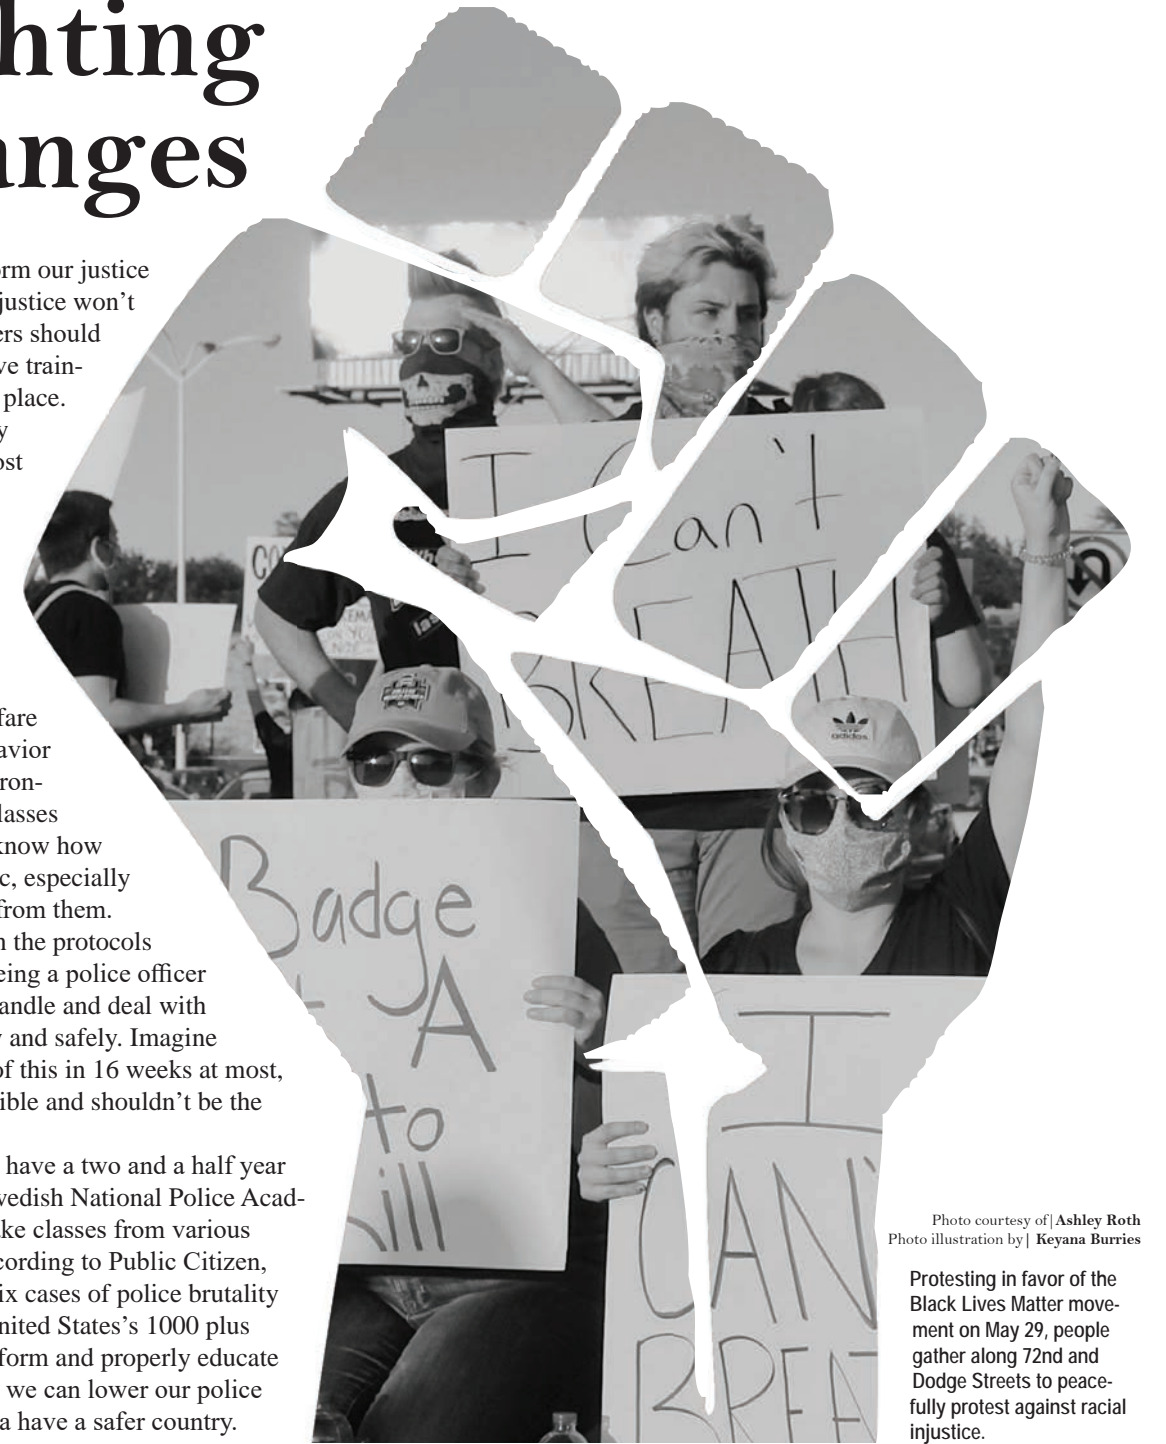 hting
anges
orm our justice
justice won't
ers should
ve train-
place.
y
ost
fare
avior
ron-
lasses
know how
c, especially
from them.
n the protocols
eing a police officer
andle and deal with
y and safely. Imagine
of this in 16 weeks at most,
ible and shouldn't be the
have a two and a half year
wedish National Police Acad-
ake classes from various
cording to Public Citizen,
ix cases of police brutality
nited States's 1000 plus
form and properly educate
we can lower our police
a have a safer country.
I Can't
BREATH
CO
adidas
Badge
A
to
ill
I
CAN'
BREA
Photo courtesy of|Ashley Roth
Photo illustration by| Keyana Burries
Protesting in favor of the
Black Lives Matter move-
ment on May 29, people
gather along 72nd and
Dodge Streets to peace-
fully protest against racial
injustice.